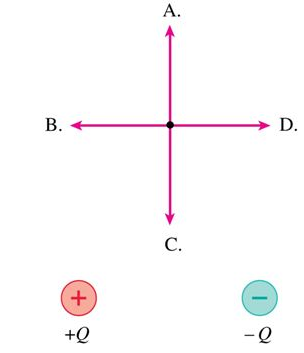 A.
B. D.
C.
+ −
+Q −Q